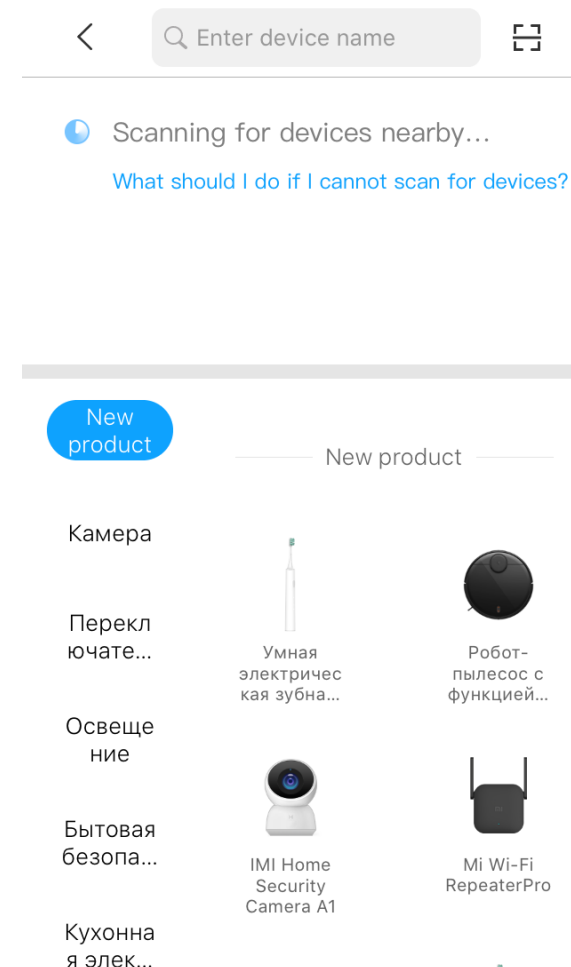 Enter device name
Scanning for devices nearby...
What should I do if I cannot scan for devices?
New
product
New product
Камера
Перекл
ючате...
Умная
электричес
кая зубна...
Робот-
пылесос с
функцией...
Освеще
ние
Бытовая
безопа...
IMI Home
Security
Camera A1
Mi Wi-Fi
RepeaterPro
Кухонна
я элек...